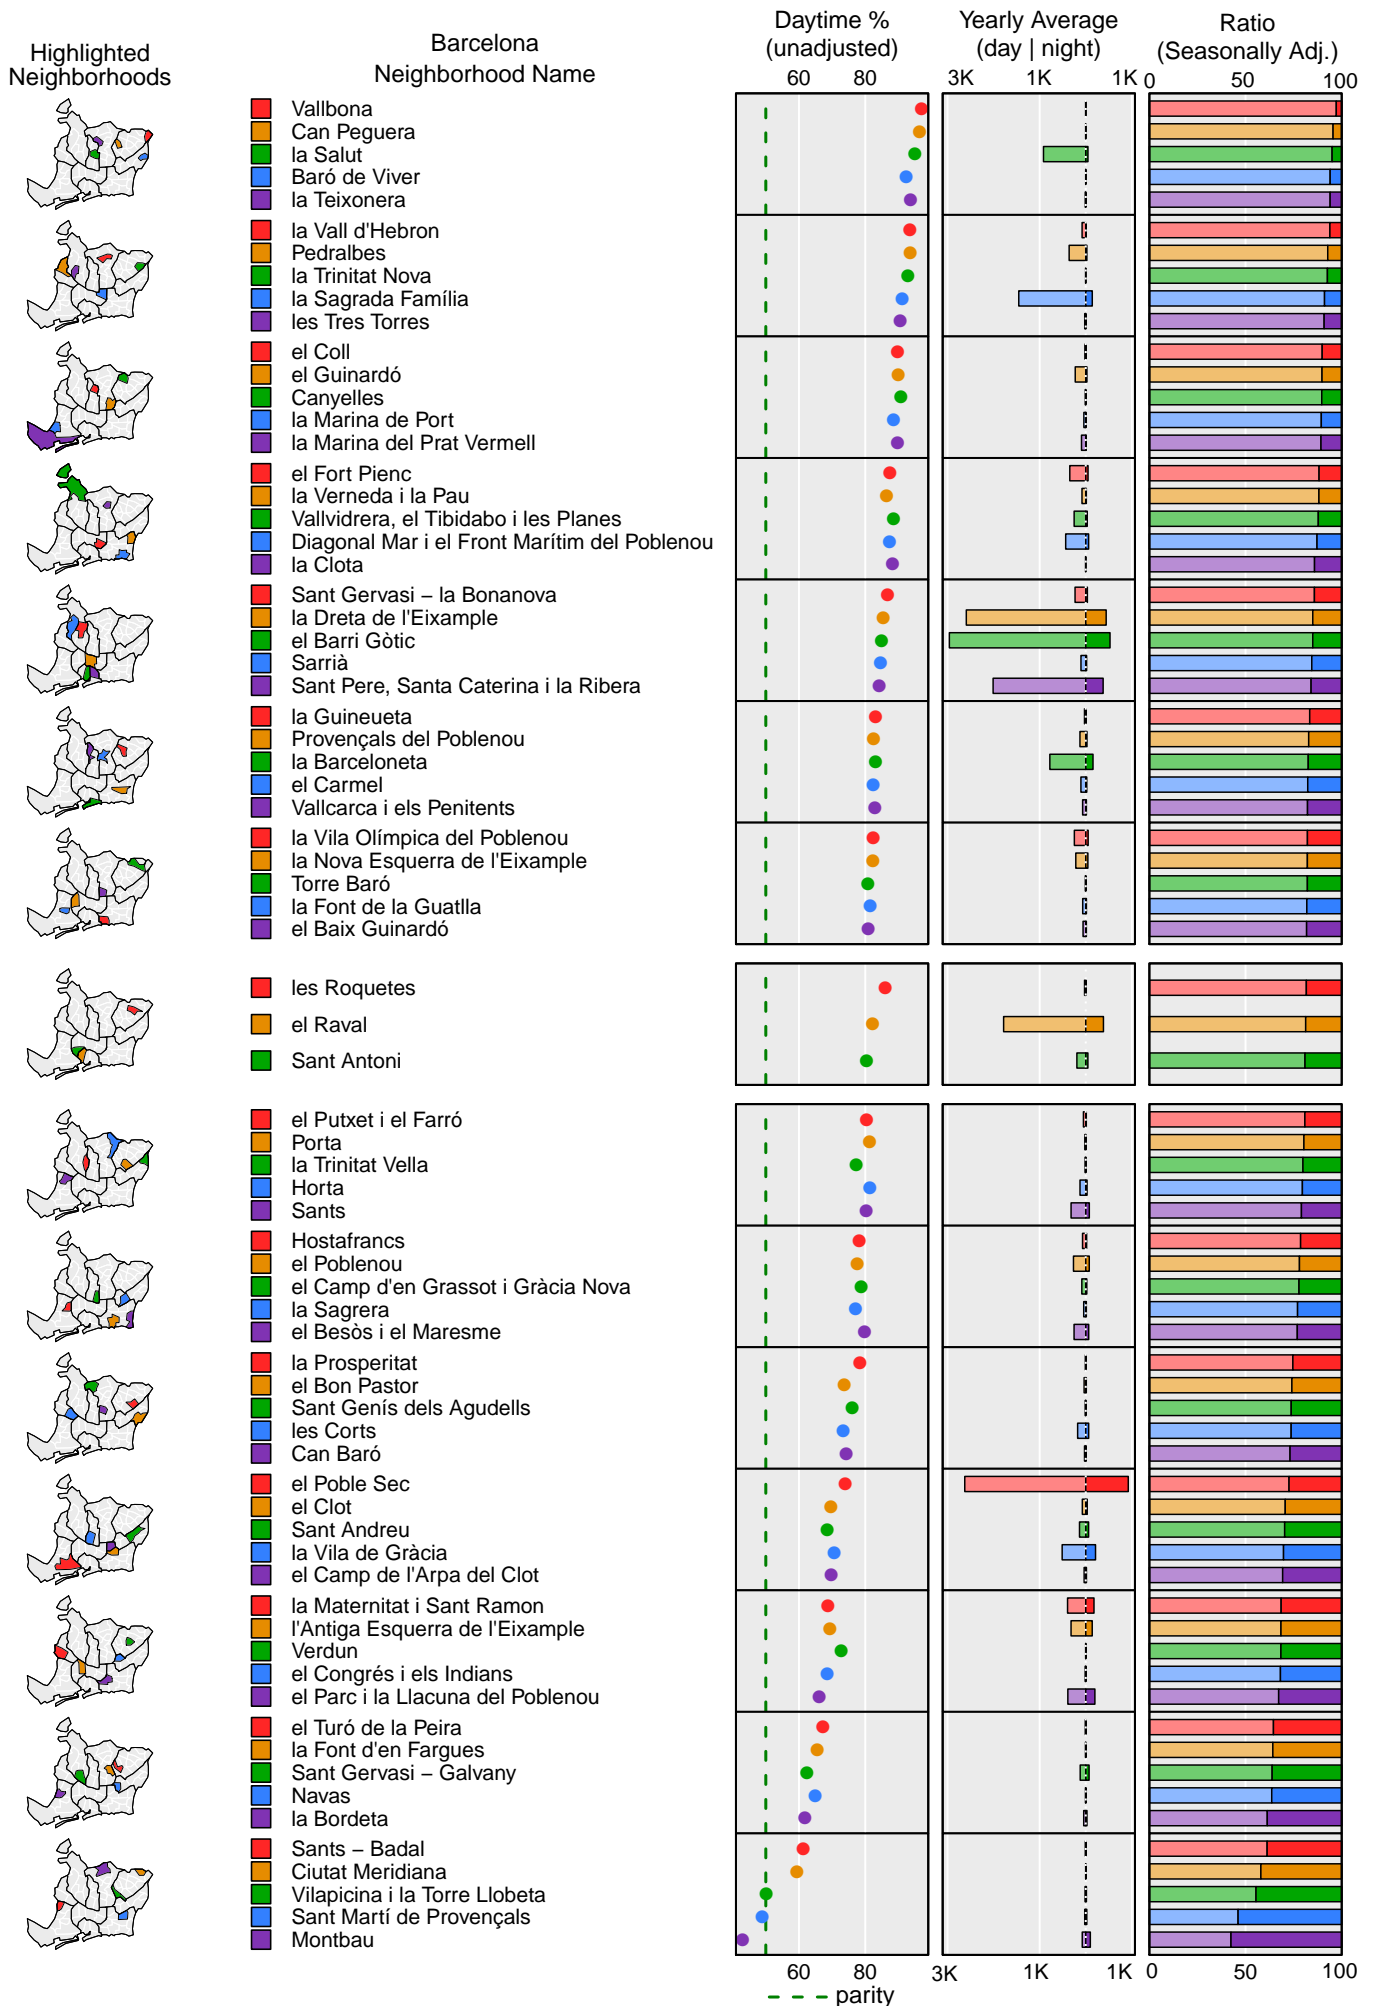 Highlighted
Neighborhoods
Barcelona
Neighborhood Name
Daytime %
(unadjusted)
60 80
Yearly Average
(day | night)
3K 1K 1K
Ratio
(Seasonally Adj.)
0 50 100
Vallbona
Can Peguera
la Salut
Baró de Viver
la Teixonera
la Vall d'Hebron
Pedralbes
la Trinitat Nova
la Sagrada Família
les Tres Torres
el Coll
el Guinardó
Canyelles
la Marina de Port
la Marina del Prat Vermell
el Fort Pienc
la Verneda i la Pau
Vallvidrera, el Tibidabo i les Planes
Diagonal Mar i el Front Marítim del Poblenou
la Clota
Sant Gervasi – la Bonanova
la Dreta de l'Eixample
el Barri Gòtic
Sarrià
Sant Pere, Santa Caterina i la Ribera
la Guineueta
Provençals del Poblenou
la Barceloneta
el Carmel
Vallcarca i els Penitents
la Vila Olímpica del Poblenou
la Nova Esquerra de l'Eixample
Torre Baró
la Font de la Guatlla
el Baix Guinardó
les Roquetes
el Raval
Sant Antoni
el Putxet i el Farró
Porta
la Trinitat Vella
Horta
Sants
Hostafrancs
el Poblenou
el Camp d'en Grassot i Gràcia Nova
la Sagrera
el Besòs i el Maresme
la Prosperitat
el Bon Pastor
Sant Genís dels Agudells
les Corts
Can Baró
el Poble Sec
el Clot
Sant Andreu
la Vila de Gràcia
el Camp de l'Arpa del Clot
la Maternitat i Sant Ramon
l'Antiga Esquerra de l'Eixample
Verdun
el Congrés i els Indians
el Parc i la Llacuna del Poblenou
el Turó de la Peira
la Font d'en Fargues
Sant Gervasi – Galvany
Navas
la Bordeta
Sants – Badal
Ciutat Meridiana
Vilapicina i la Torre Llobeta
Sant Martí de Provençals
Montbau
60 80
3K 1K 1K
0 50 100
parity